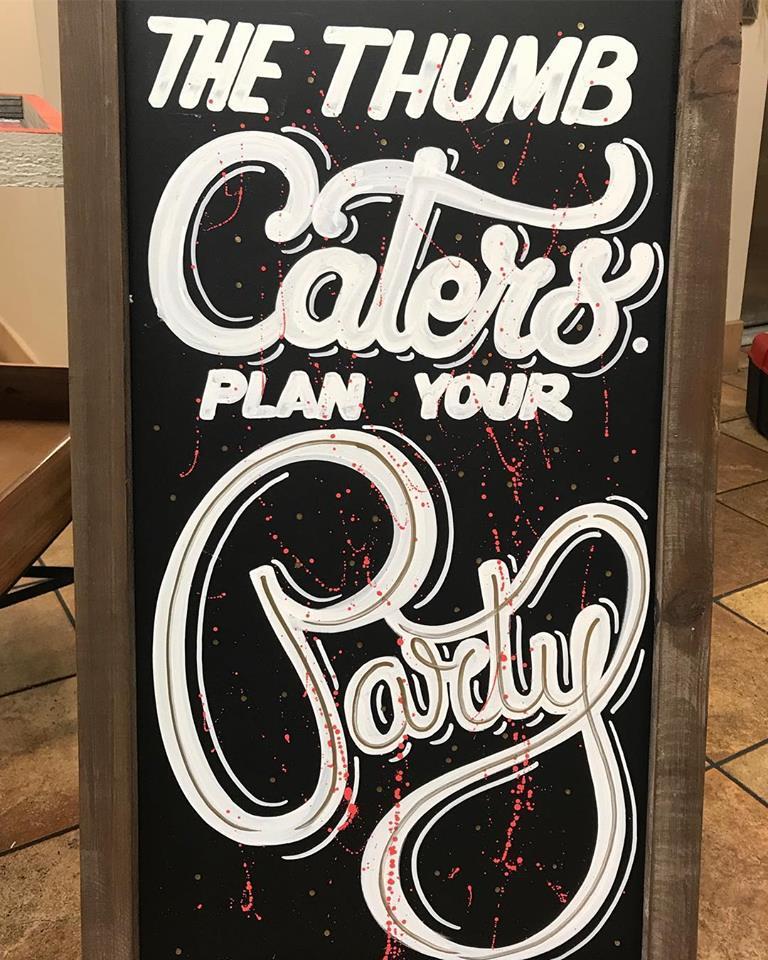 THE THUMB
Caters.
PLAN YOUR
Party